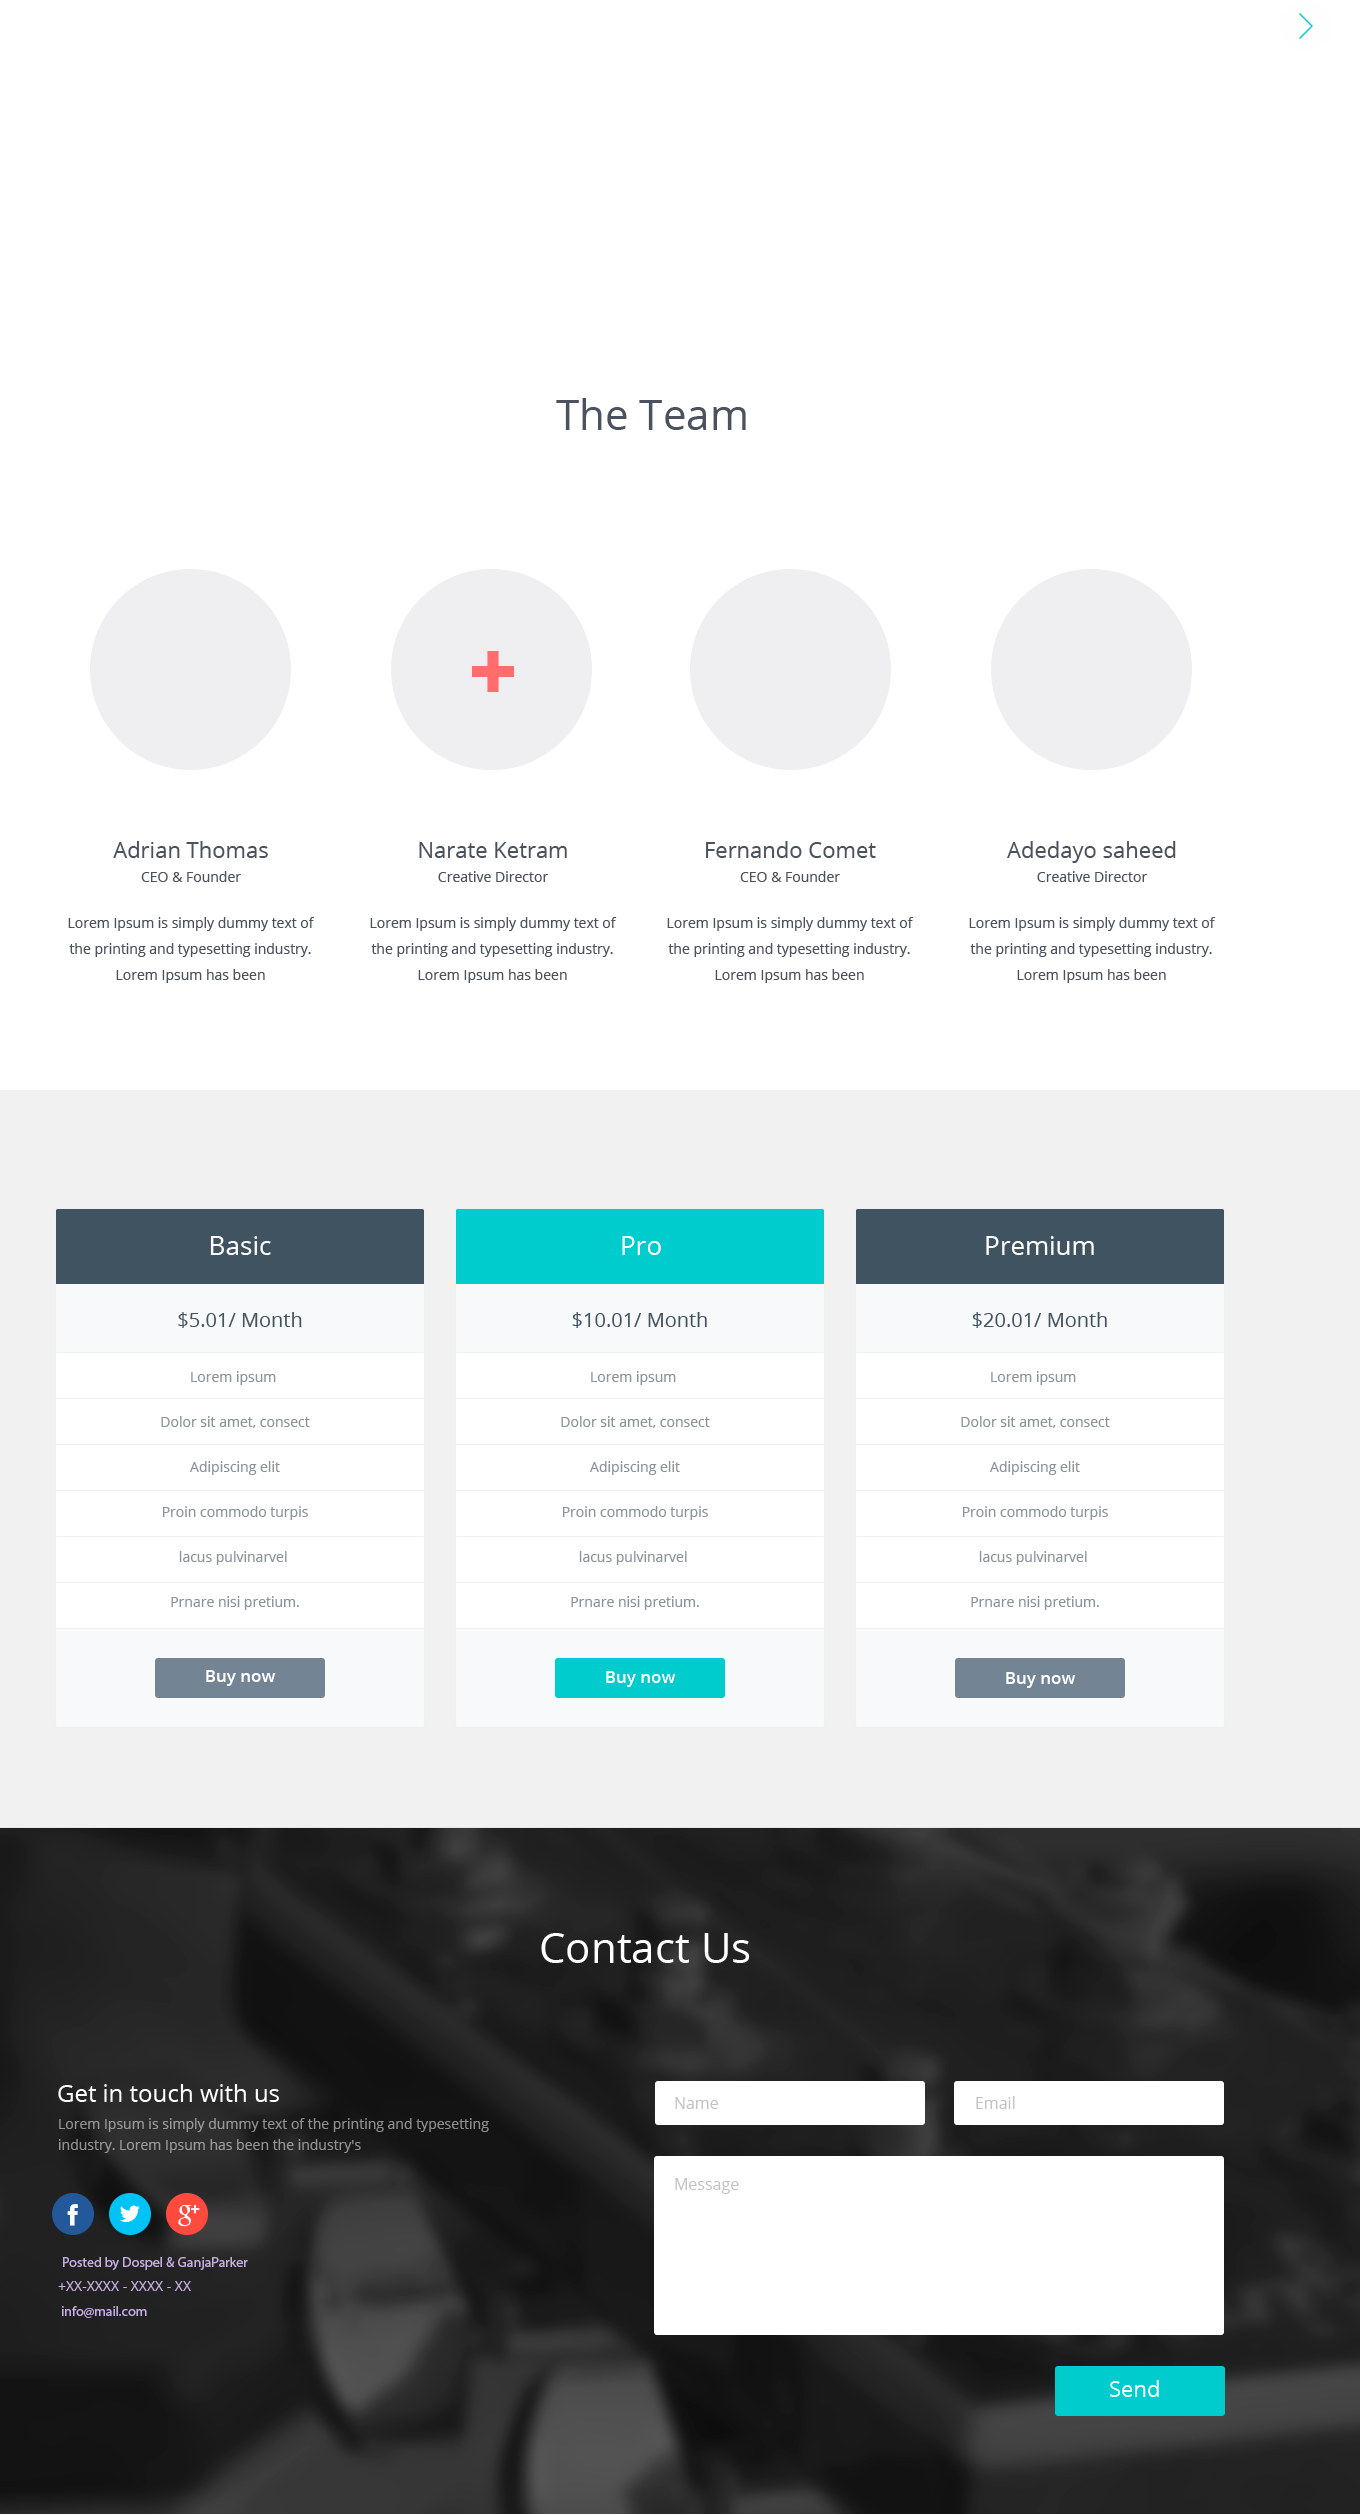 The Team
Adrian Thomas
CEO & Founder
Lorem Ipsum is simply dummy text of
the printing and typesetting industry.
Lorem Ipsum has been
Narate Ketram
Creative Director
Lorem Ipsum is simply dummy text of
the printing and typesetting industry.
Lorem Ipsum has been
Fernando Comet
CEO & Founder
Lorem Ipsum is simply dummy text of
the printing and typesetting industry.
Lorem Ipsum has been
Adedayo saheed
Creative Director
Lorem Ipsum is simply dummy text of
the printing and typesetting industry.
Lorem Ipsum has been
Basic
$5.01/ Month
Lorem ipsum
Dolor sit amet, consect
Adipiscing elit
Proin commodo turpis
lacus pulvinarvel
Prnare nisi pretium.
Buy now
Pro
$10.01/ Month
Lorem ipsum
Dolor sit amet, consect
Adipiscing elit
Proin commodo turpis
lacus pulvinarvel
Prnare nisi pretium.
Buy now
Premium
$20.01/ Month
Lorem ipsum
Dolor sit amet, consect
Adipiscing elit
Proin commodo turpis
lacus pulvinarvel
Prnare nisi pretium.
Buy now
Contact Us
Get in touch with us
Lorem Ipsum is simply dummy text of the printing and typesetting
industry. Lorem Ipsum has been the industry's
f
g+
Posted by Dospel & GanjaParker
+XX-XXXX - XXXX - XX
info@mail.com
Name
Email
Message
Send